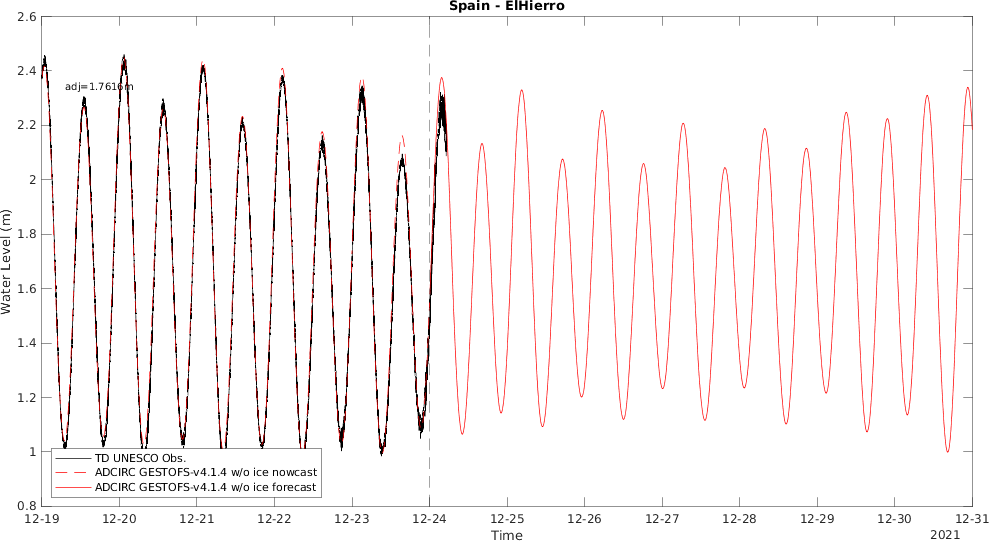 Spain - ElHierro
2.6
2.4
2.2
2
1.8
1.6
1.4
1.2
1
0.8
Water Level (m)
adj=1.7616m
TD UNESCO Obs.
ADCIRC GESTOFS-v4.1.4 w/o ice nowcast
ADCIRC GESTOFS-v4.1.4 w/o ice forecast
12-19 12-20 12-21 12-22 12-23 12-24 12-25 12-26 12-27 12-28 12-29 12-30 12-31
Time
2021